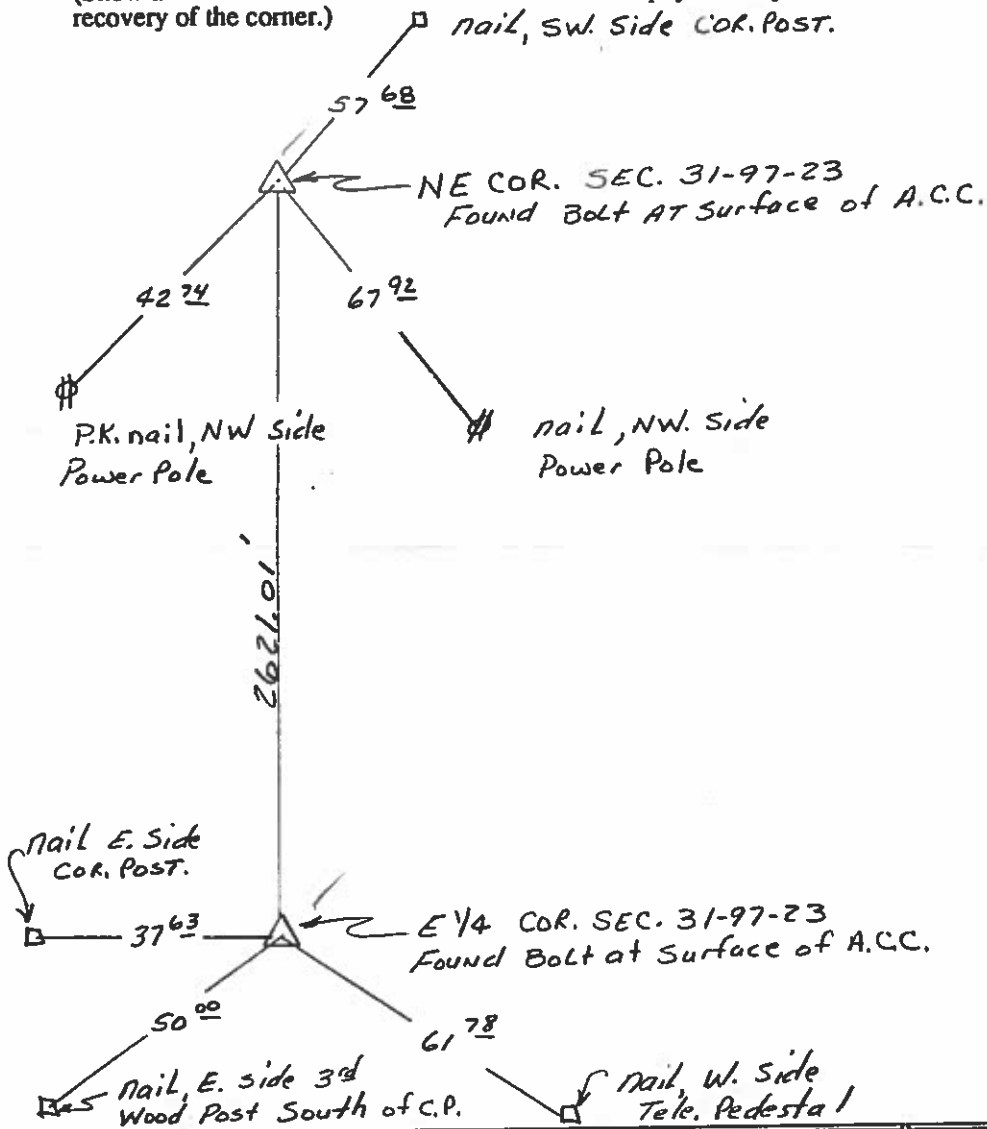 recovery of the corner.)
nail, SW. Side COR. POST.
57 68
NE COR. SEC. 31-97-23
Found Bolt AT Surface of A.C.C.
42 74
67 92
P.K. nail, NW Side
Power Pole
nail, NW. Side
Power Pole
2621.01'
nail E. Side
COR. POST.
37 63
E 1/4 COR. SEC. 31-97-23
Found Bolt at Surface of A.C.C.
50 00
61 78
nail, E. side 3rd
Wood Post South of C.P.
nail, W. Side
Tele. Pedestal